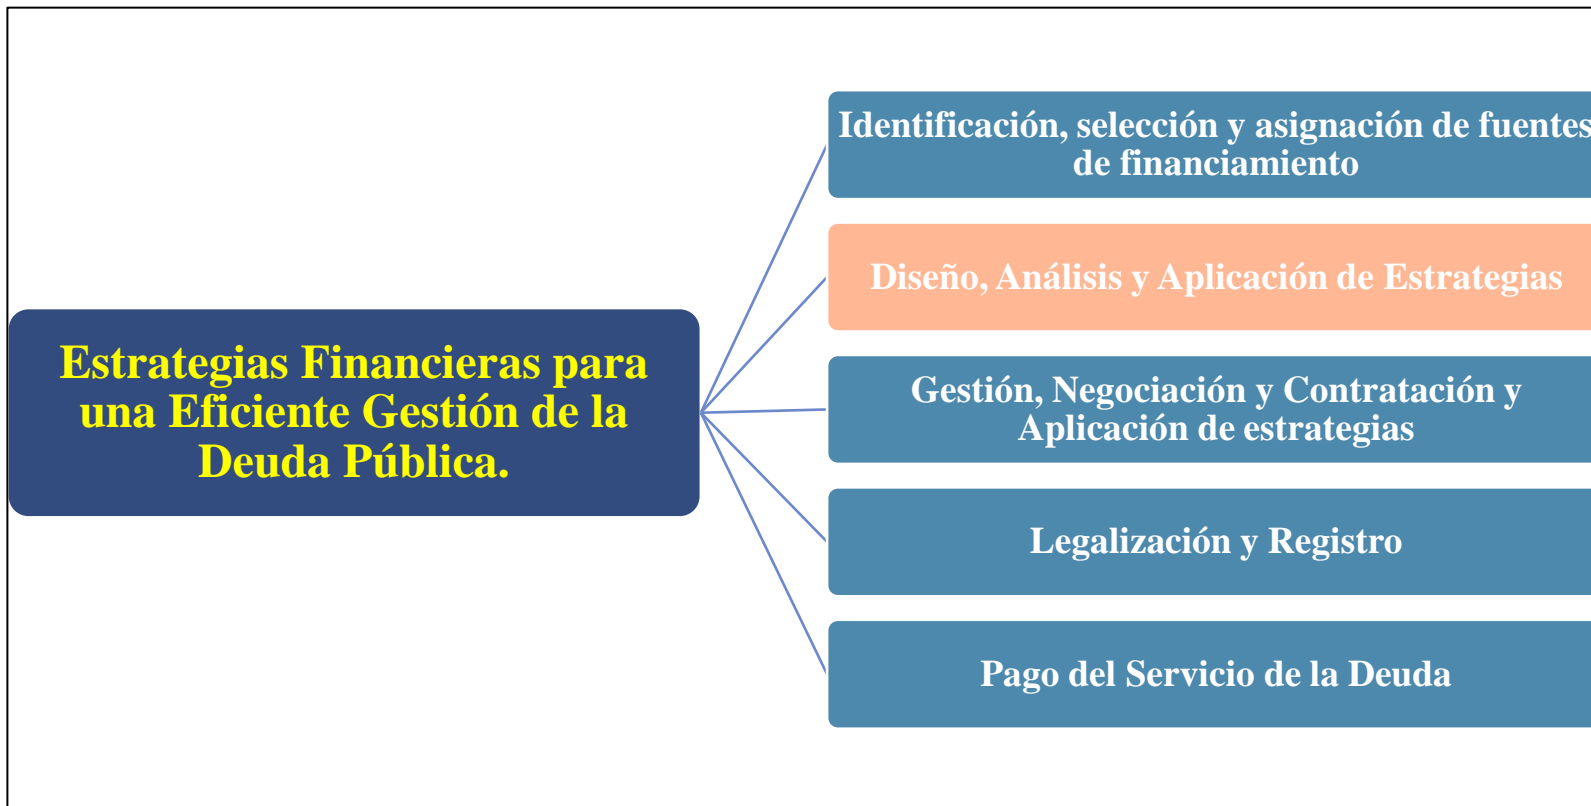 Estrategias Financieras para
una Eficiente Gestión de la
Deuda Pública.
Identificación, selección y asignación de fuentes
de financiamiento
Diseño, Análisis y Aplicación de Estrategias
Gestión, Negociación y Contratación y
Aplicación de estrategias
Legalización y Registro
Pago del Servicio de la Deuda